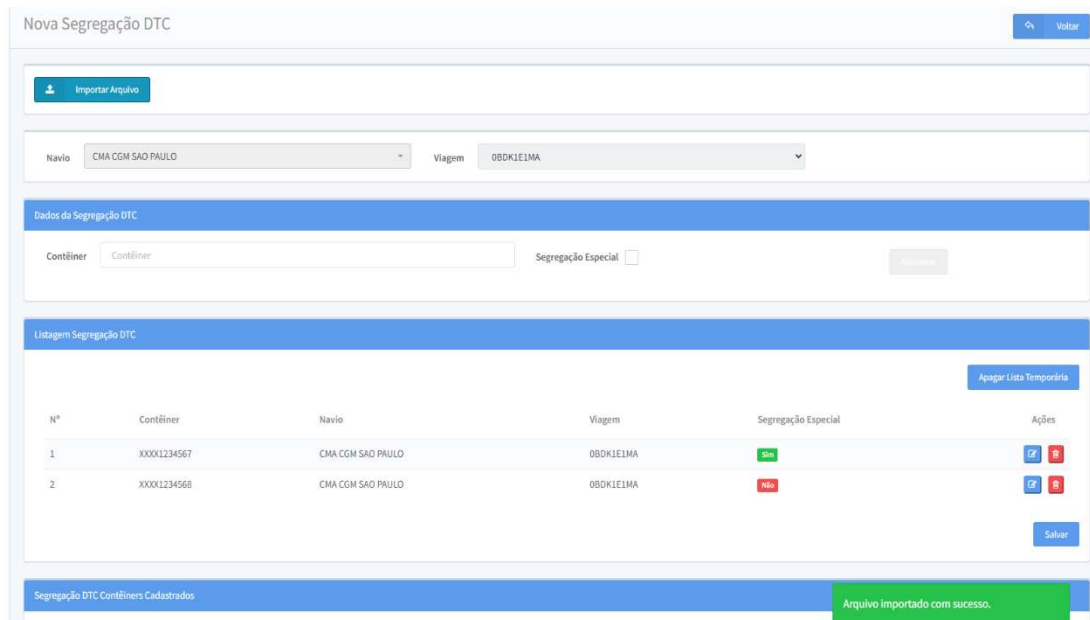 Nova Segregação DTC
Voltar
Importar Arquivo
Navio CMA CGM SAO PAULO Viagem 0BDK1E1MA
Dados da Segregação DTC
Contêiner Contêiner Segregação Especial
Listagem Segregação DTC
Apagar Lista Temporária
Nº Contêiner Navio Viagem Segregação Especial Ações
1 XXXX1234567 CMA CGM SAO PAULO 0BDK1E1MA Sim
2 XXXX1234568 CMA CGM SAO PAULO 0BDK1E1MA Não
Salvar
Segregação DTC Contêiners Cadastrados
Arquivo importado com sucesso.